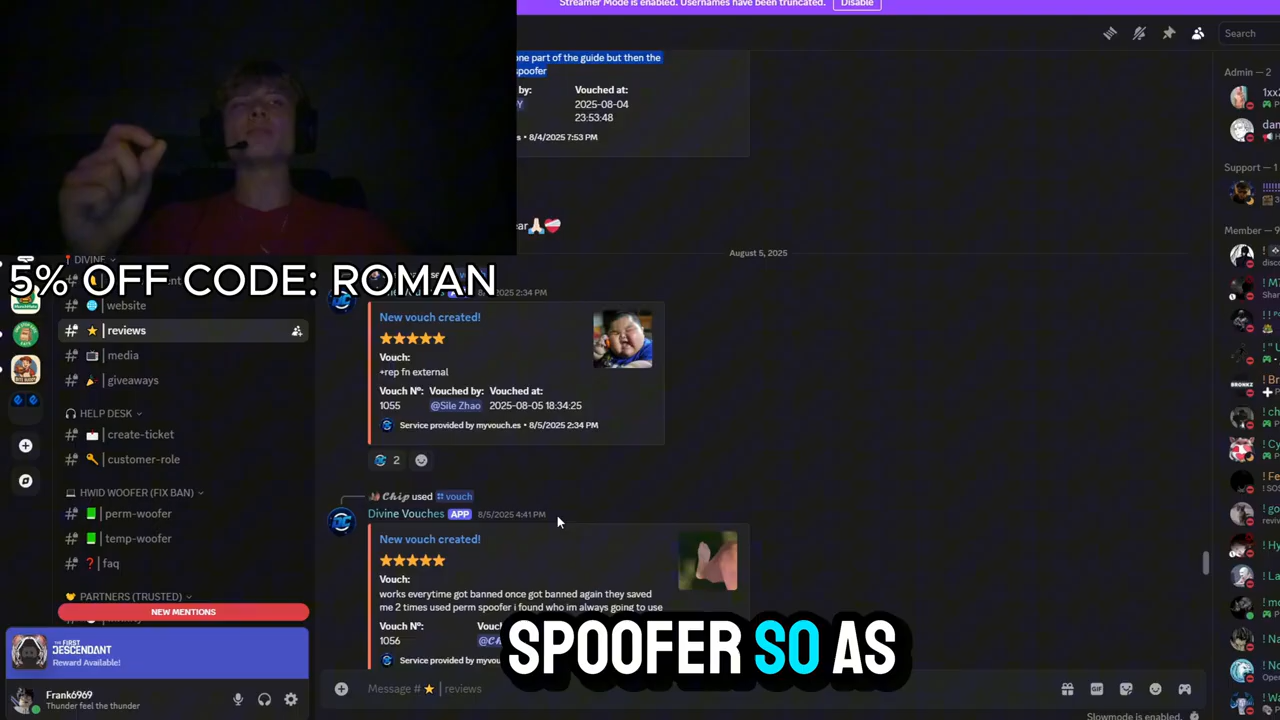 Streamer Mode is enabled. Usernames have been truncated.
Disable
Search
one part of the guide but then the
spoofer
by:
Vouched at:
2025-08-04
23:53:48
8/4/2025 7:53 PM
August 5, 2025
5% OFF CODE: ROMAN
DIVINE
website
reviews
media
giveaways
HELP DESK
create-ticket
customer-role
HWID WOOFER (FIX BAN)
perm-woofer
temp-woofer
faq
PARTNERS (TRUSTED)
NEW MENTIONS
THE FIRST
DESCENDANT
Reward Available!
Frank6969
Thunder feel the thunder
2:34 PM
New vouch created!
Vouch:
+rep fn external
Vouch Nº: Vouched by: Vouched at:
1055 @Sile Zhao 2025-08-05 18:34:25
Service provided by myvouch.es • 8/5/2025 2:34 PM
2
Chip used vouch
Divine Vouches APP 8/5/2025 4:41 PM
New vouch created!
Vouch:
works everytime got banned once got banned again they saved
me 2 times used perm spoofer i found who im always going to use
Vouch Nº:
1056
Service provided by
SPOOFER SO AS
Message # ⭐ | reviews
Slowmode is enabled.
Admin — 2
Support — 1
Member — 9